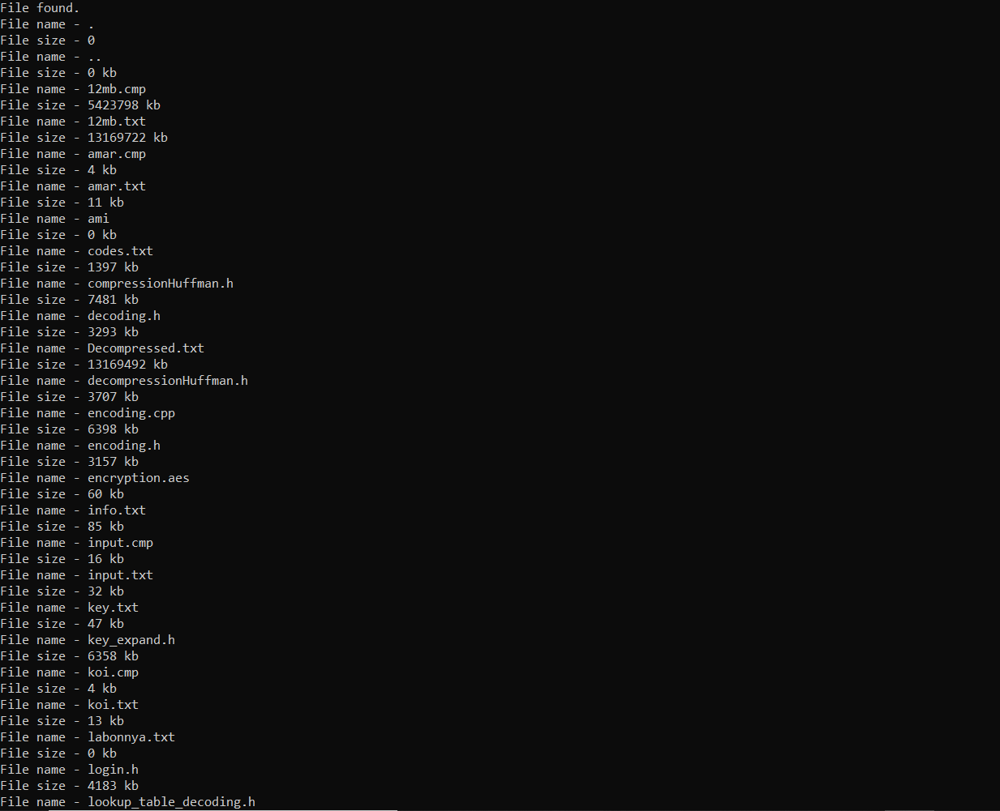 File found.
File name - .
File size - 0
File name - ..
File size - 0 kb
File name - 12mb.cmp
File size - 5423798 kb
File name - 12mb.txt
File size - 13169722 kb
File name - amar.cmp
File size - 4 kb
File name - amar.txt
File size - 11 kb
File name - ami
File size - 0 kb
File name - codes.txt
File size - 1397 kb
File name - compressionHuffman.h
File size - 7481 kb
File name - decoding.h
File size - 3293 kb
File name - Decompressed.txt
File size - 13169492 kb
File name - decompressionHuffman.h
File size - 3707 kb
File name - encoding.cpp
File size - 6398 kb
File name - encoding.h
File size - 3157 kb
File name - encryption.aes
File size - 60 kb
File name - info.txt
File size - 85 kb
File name - input.cmp
File size - 16 kb
File name - input.txt
File size - 32 kb
File name - key.txt
File size - 47 kb
File name - key_expand.h
File size - 6358 kb
File name - koi.cmp
File size - 4 kb
File name - koi.txt
File size - 13 kb
File name - labonnya.txt
File size - 0 kb
File name - login.h
File size - 4183 kb
File name - lookup_table_decoding.h